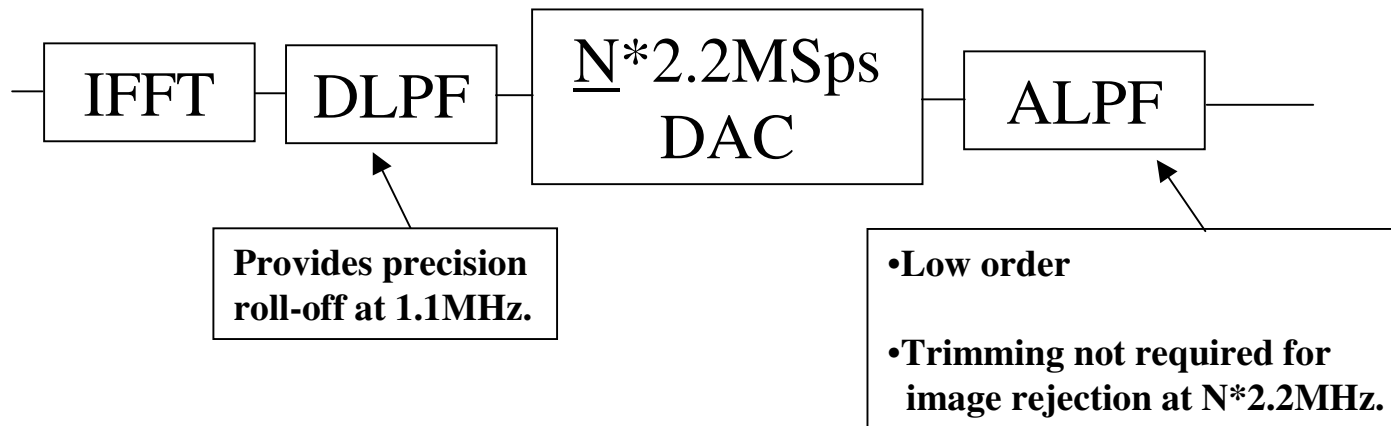 IFFT
DLPF
N*2.2MSps
DAC
ALPF
Provides precision
roll-off at 1.1MHz.
•Low order
•Trimming not required for
image rejection at N*2.2MHz.